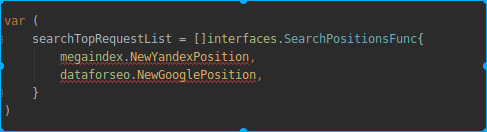 var (
    searchTopRequestList = []interfaces.SearchPositionsFunc{
        megaindex.NewYandexPosition,
        dataforseo.NewGooglePosition,
    }
)